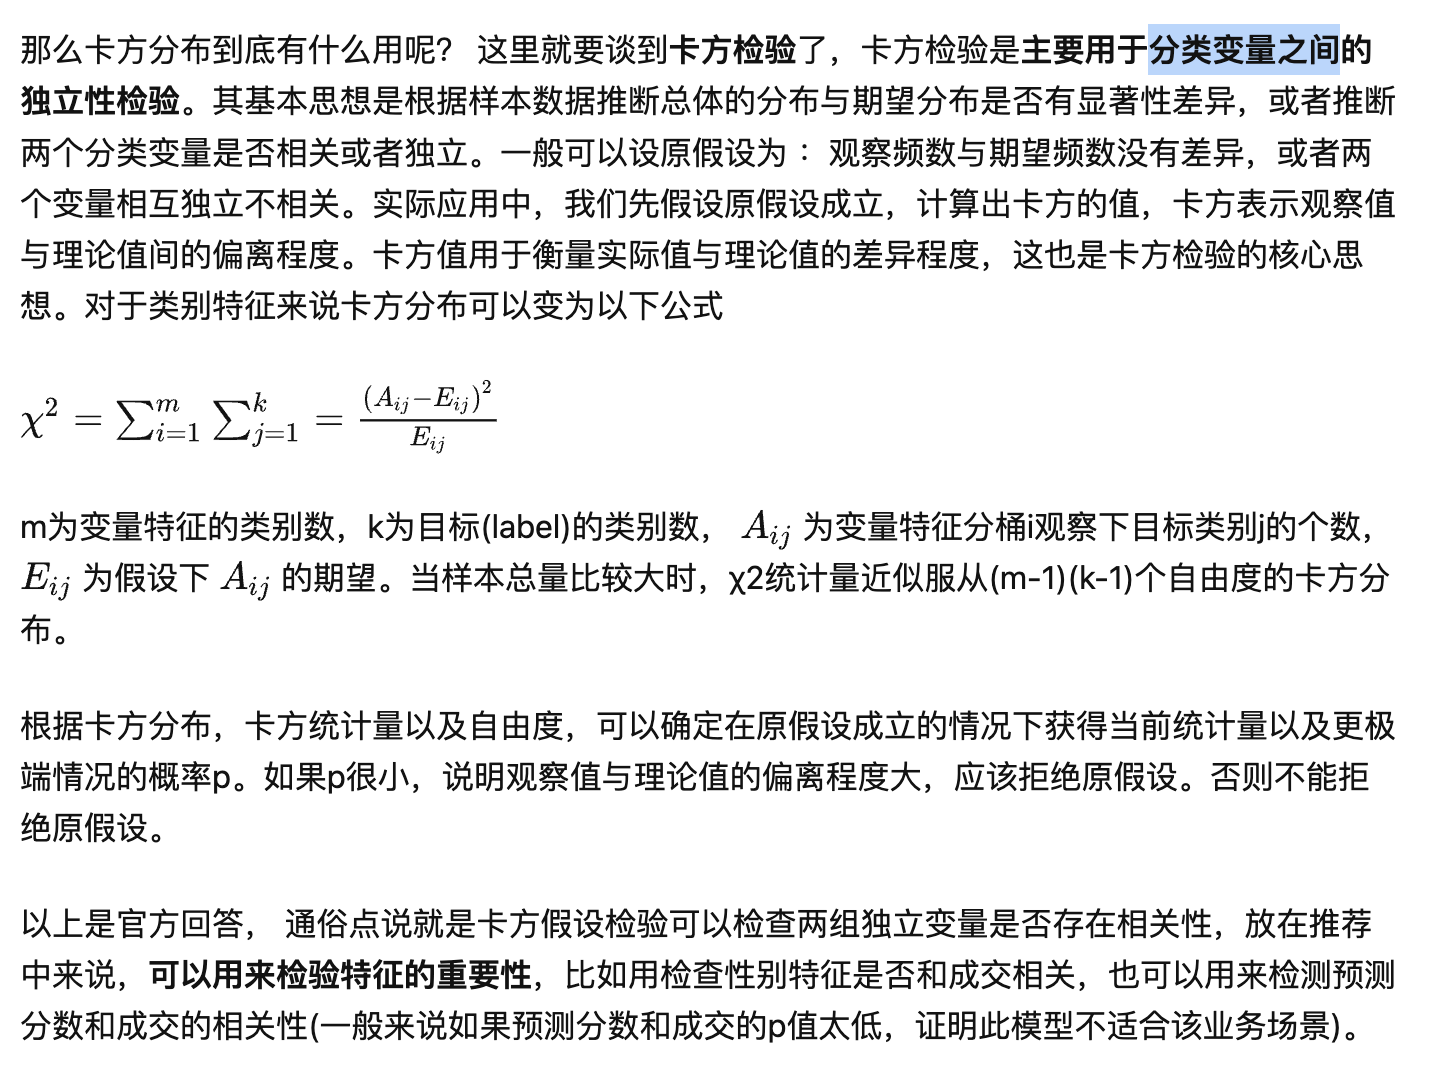 那么卡方分布到底有什么用呢？ 这里就要谈到卡方检验了，卡方检验是主要用于分类变量之间的
独立性检验。其基本思想是根据样本数据推断总体的分布与期望分布是否有显著性差异，或者推断
两个分类变量是否相关或者独立。一般可以设原假设为 ：观察频数与期望频数没有差异，或者两
个变量相互独立不相关。实际应用中，我们先假设原假设成立，计算出卡方的值，卡方表示观察值
与理论值间的偏离程度。卡方值用于衡量实际值与理论值的差异程度，这也是卡方检验的核心思
想。对于类别特征来说卡方分布可以变为以下公式
χ² = ∑_{i=1}^{m} ∑_{j=1}^{k} = \frac{(A_{ij}−E_{ij})²}{E_{ij}}
m为变量特征的类别数，k为目标(label)的类别数， A_{ij} 为变量特征分桶i观察下目标类别j的个数，
E_{ij} 为假设下 A_{ij} 的期望。当样本总量比较大时，χ2统计量近似服从(m-1)(k-1)个自由度的卡方分
布。
根据卡方分布，卡方统计量以及自由度，可以确定在原假设成立的情况下获得当前统计量以及更极
端情况的概率p。如果p很小，说明观察值与理论值的偏离程度大，应该拒绝原假设。否则不能拒
绝原假设。
以上是官方回答， 通俗点说就是卡方假设检验可以检查两组独立变量是否存在相关性，放在推荐
中来说，可以用来检验特征的重要性，比如用检查性别特征是否和成交相关，也可以用来检测预测
分数和成交的相关性(一般来说如果预测分数和成交的p值太低，证明此模型不适合该业务场景)。